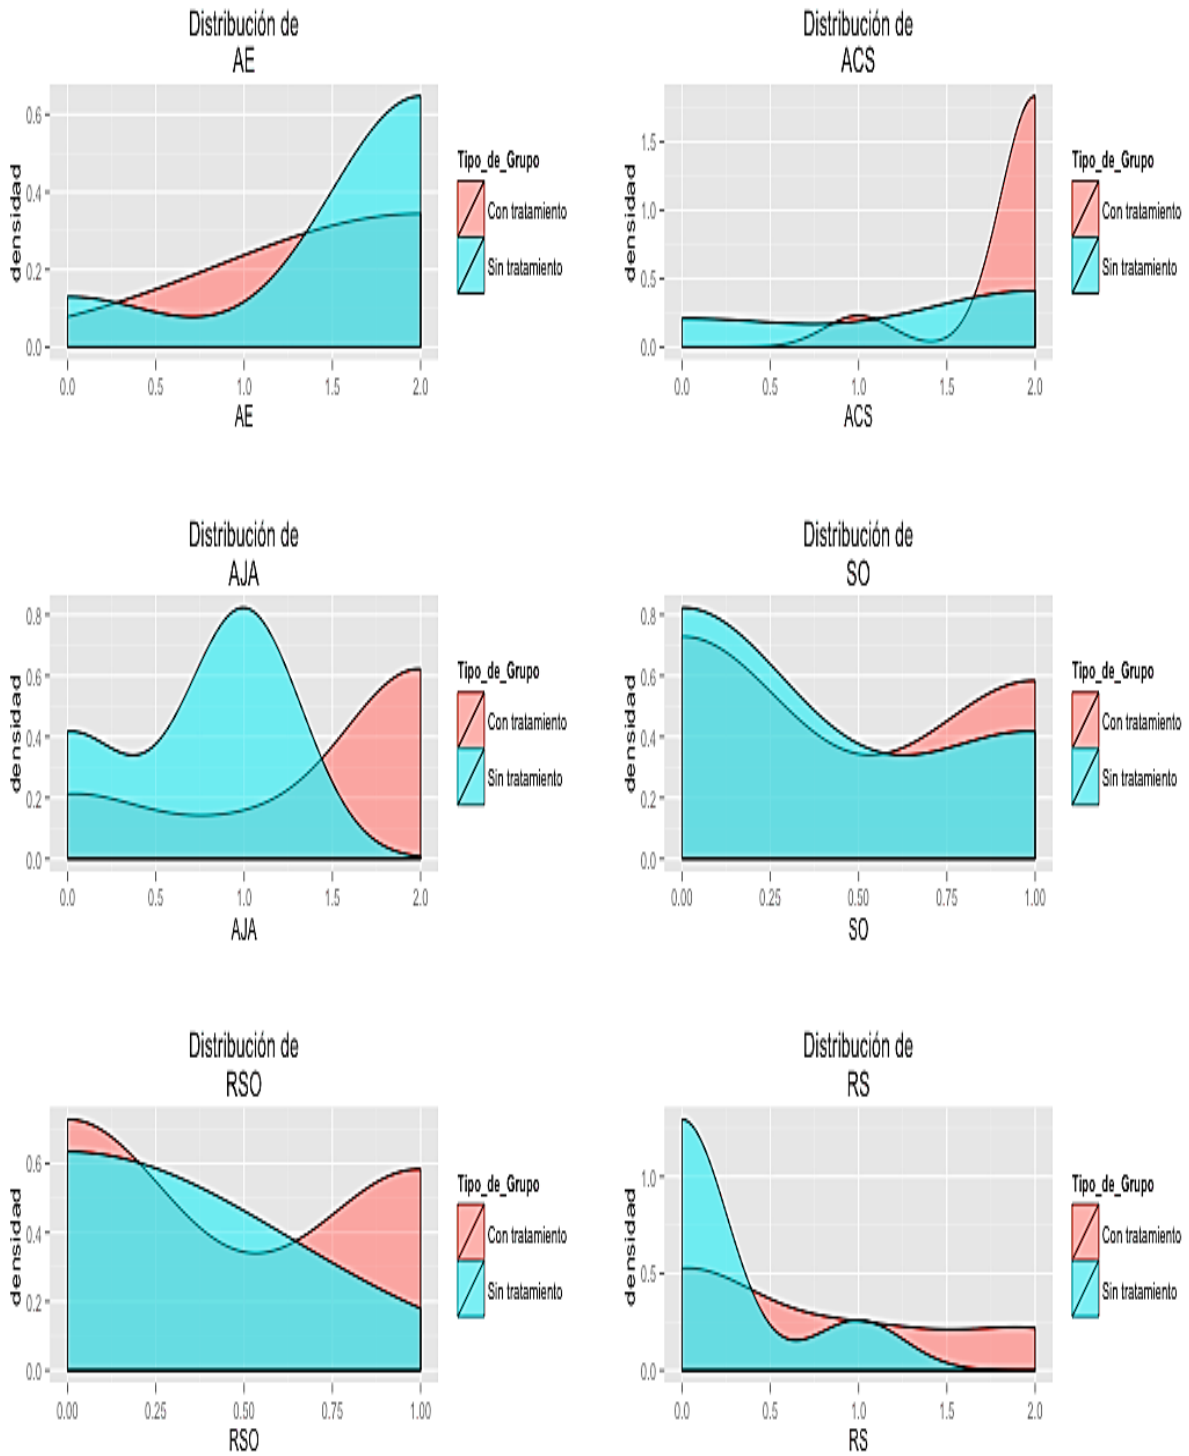 Distribución de
AE
densidad
0.6
0.4
0.2
0.0
0.0 0.5 1.0 1.5 2.0
AE
Tipo_de_Grupo
Con tratamiento
Sin tratamiento
Distribución de
ACS
densidad
1.5
1.0
0.5
0.0
0.0 0.5 1.0 1.5 2.0
ACS
Tipo_de_Grupo
Con tratamiento
Sin tratamiento
Distribución de
AJA
densidad
0.8
0.6
0.4
0.2
0.0
0.0 0.5 1.0 1.5 2.0
AJA
Tipo_de_Grupo
Con tratamiento
Sin tratamiento
Distribución de
SO
densidad
0.8
0.6
0.4
0.2
0.0
0.00 0.25 0.50 0.75 1.00
SO
Tipo_de_Grupo
Con tratamiento
Sin tratamiento
Distribución de
RSO
densidad
0.6
0.4
0.2
0.0
0.00 0.25 0.50 0.75 1.00
RSO
Tipo_de_Grupo
Con tratamiento
Sin tratamiento
Distribución de
RS
densidad
1.0
0.5
0.0
0.0 0.5 1.0 1.5 2.0
RS
Tipo_de_Grupo
Con tratamiento
Sin tratamiento